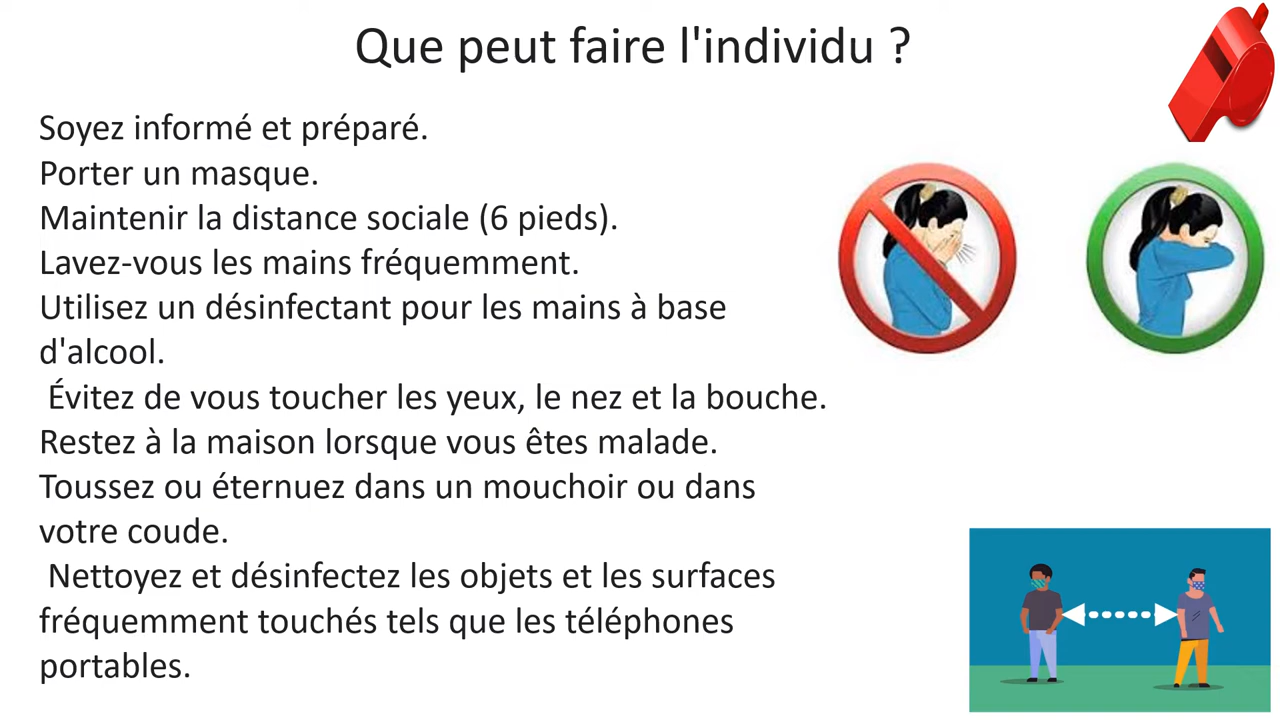 Que peut faire l'individu ?
Soyez informé et préparé.
Porter un masque.
Maintenir la distance sociale (6 pieds).
Lavez-vous les mains fréquemment.
Utilisez un désinfectant pour les mains à base
d'alcool.
Évitez de vous toucher les yeux, le nez et la bouche.
Restez à la maison lorsque vous êtes malade.
Toussez ou éternuez dans un mouchoir ou dans
votre coude.
Nettoyez et désinfectez les objets et les surfaces
fréquemment touchés tels que les téléphones
portables.